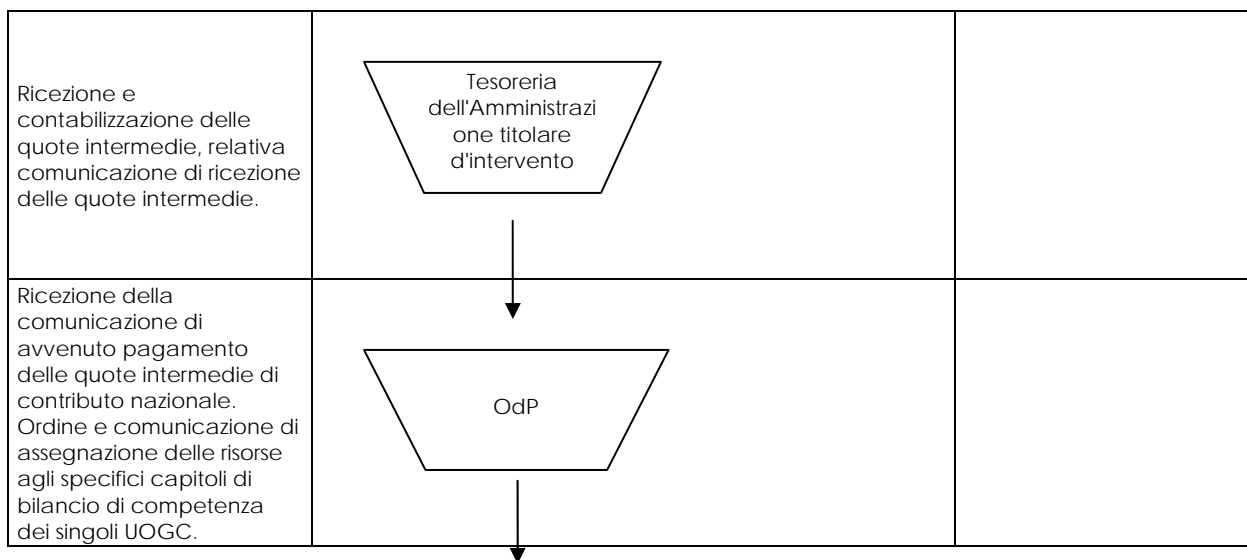 Ricezione e
contabilizzazione delle
quote intermedie, relativa
comunicazione di ricezione
delle quote intermedie.
Tesoreria
dell'Amministrazi
one titolare
d'intervento
Ricezione della
comunicazione di
avvenuto pagamento
delle quote intermedie di
contributo nazionale.
Ordine e comunicazione di
assegnazione delle risorse
agli specifici capitoli di
bilancio di competenza
dei singoli UOGC.
OdP